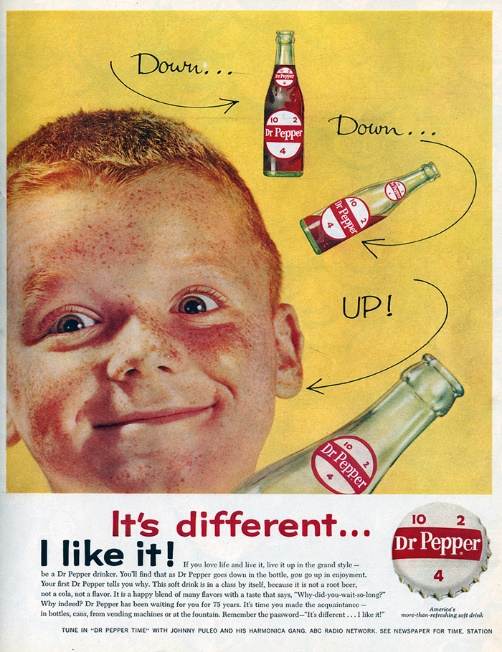 Down...
Dr Pepper
10 2
Dr Pepper
4
Down...
Dr Pepper
10 2
Dr Pepper
4
UP!
10 2
Dr Pepper
4
It's different...
I like it!
If you love life and live it, live it up in the grand style —
be a Dr Pepper drinker. You'll find that as Dr Pepper goes down in the bottle, you go up in enjoyment.
Your first Dr Pepper tells you why. This soft drink is in a class by itself, because it is not a root beer,
not a cola, not a flavor. It is a happy blend of many flavors with a taste that says, "Why-did-you-wait-so-long?"
Why indeed? Dr Pepper has been waiting for you for 75 years. It's time you made the acquaintance —
in bottles, cans, from vending machines or at the fountain. Remember the password—"It's different . . . I like it!"
10 2
Dr Pepper
4
America's
more-than-refreshing soft drink
TUNE IN "DR PEPPER TIME" WITH JOHNNY PULEO AND HIS HARMONICA GANG. ABC RADIO NETWORK. SEE NEWSPAPER FOR TIME, STATION